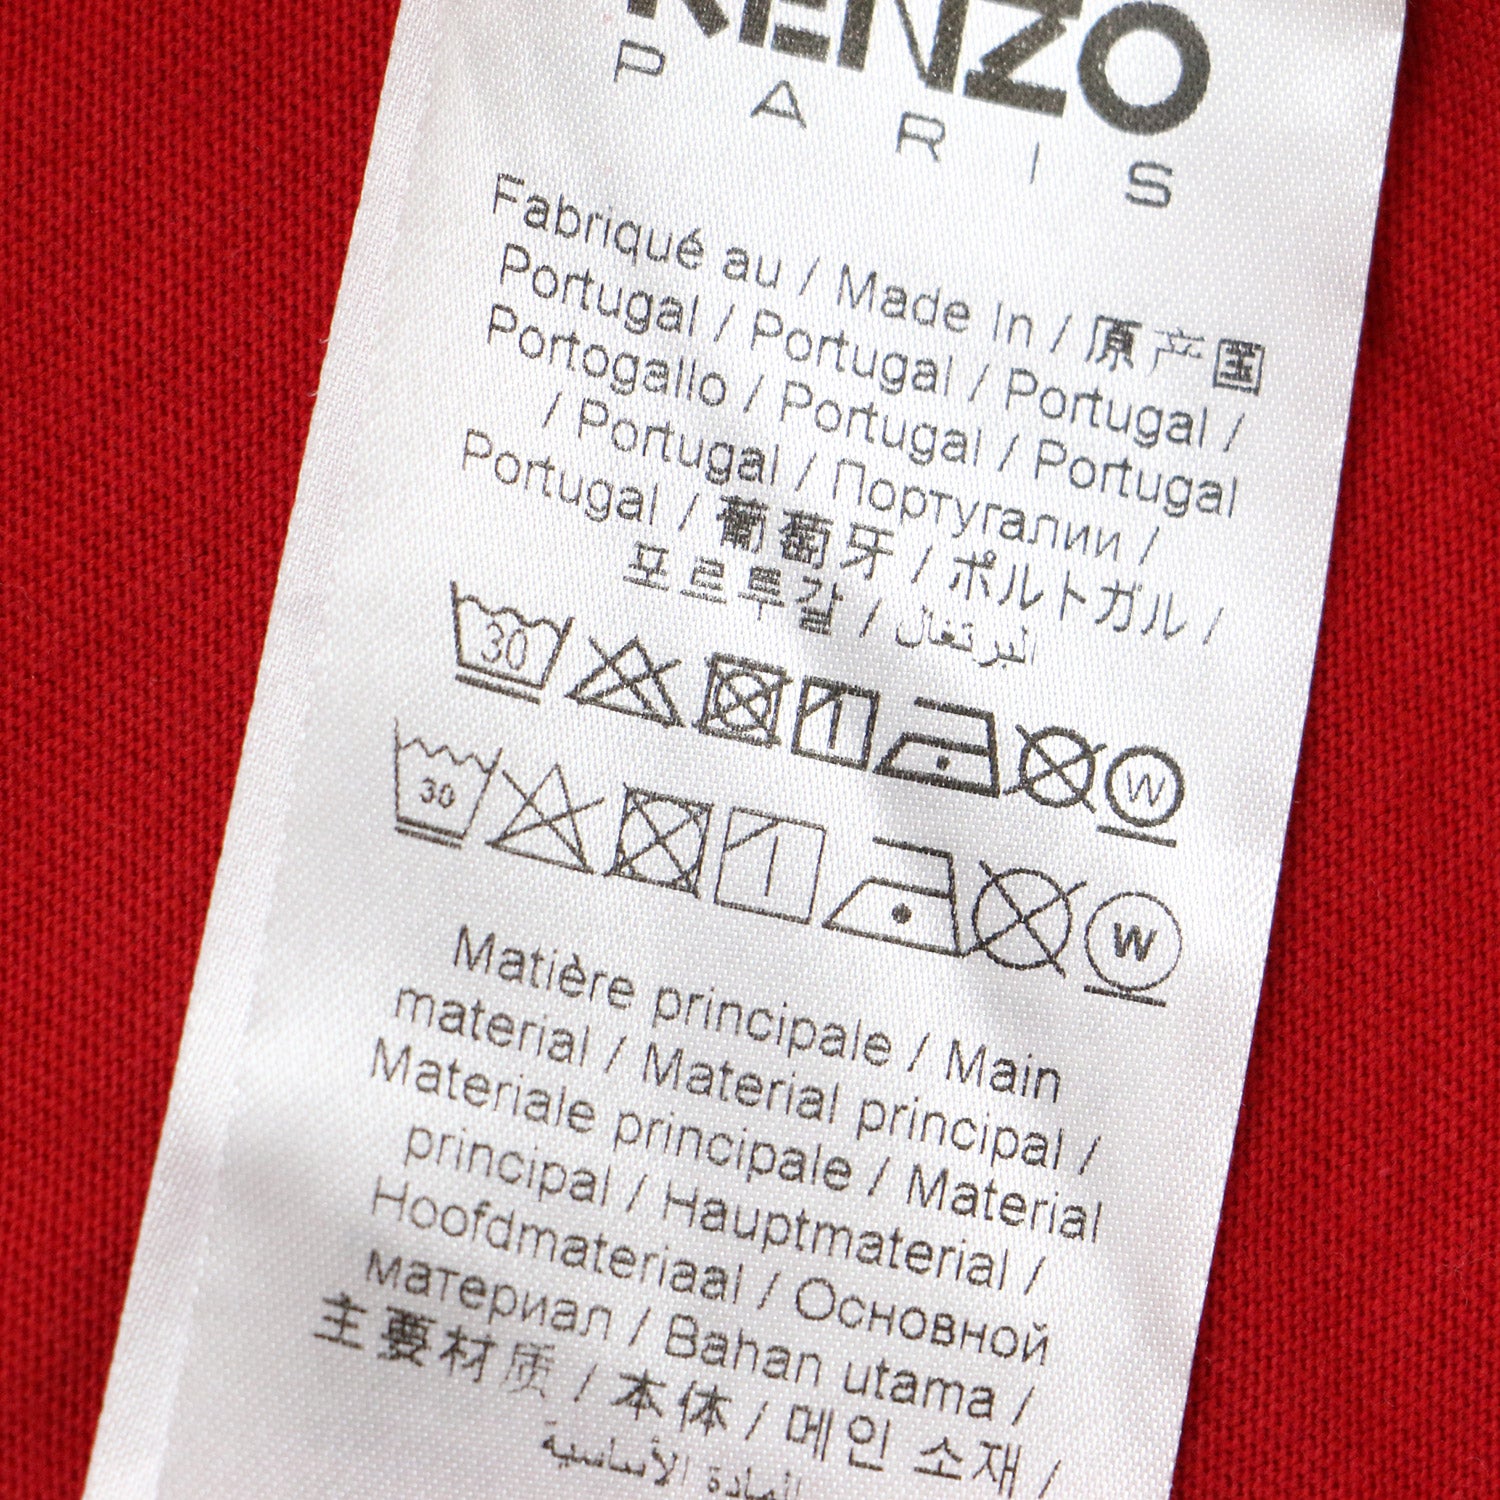 KENZO
PARIS
Fabriqué au / Made In / 原产国
Portugal / Portugal / Portugal /
Portogallo / Portugal / Portugal
/ Portugal / Португалии /
Portugal / 葡萄牙 / ポルトガル /
포르투갈 / البرتغال
30
W
30
W
Matière principale / Main
material / Material principal /
Materiale principale / Material
principal / Hauptmaterial /
Hoofdmateriaal / Основной
материал / Bahan utama /
主要材质 / 本体 / 메인 소재 /
المادة الأساسية